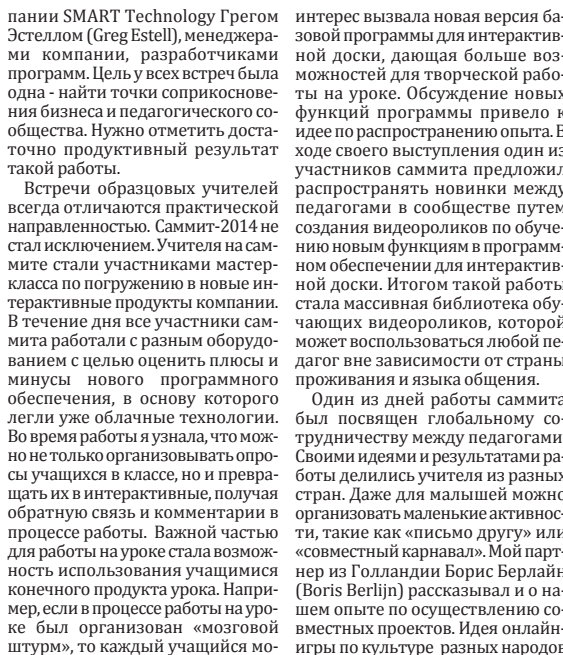 пании SMART Technology Грегом
Эстеллом (Greg Estell), менеджера-
ми компании, разработчиками
программ. Цель у всех встреч была
одна - найти точки соприкоснове-
ния бизнеса и педагогического со-
общества. Нужно отметить доста-
точно продуктивный результат
такой работы.
Встречи образцовых учителей
всегда отличаются практической
направленностью. Саммит-2014 не
стал исключением. Учителя на сам-
мите стали участниками мастер-
класса по погружению в новые ин-
терактивные продукты компании.
В течение дня все участники сам-
мита работали с разным оборудо-
ванием с целью оценить плюсы и
минусы нового программного
обеспечения, в основу которого
легли уже облачные технологии.
Во время работы я узнала, что мож-
но не только организовывать опро-
сы учащихся в классе, но и превра-
щать их в интерактивные, получая
обратную связь и комментарии в
процессе работы. Важной частью
для работы на уроке стала возмож-
ность использования учащимися
конечного продукта урока. Напри-
мер, если в процессе работы на уро-
ке был организован «мозговой
штурм», то каждый учащийся мо-
интерес вызвала новая версия ба-
зовой программы для интерактив-
ной доски, дающая больше воз-
можностей для творческой рабо-
ты на уроке. Обсуждение новых
функций программы привело к
идее по распространению опыта. В
ходе своего выступления один из
участников саммита предложил
распространять новинки между
педагогами в сообществе путем
создания видеороликов по обуче-
нию новым функциям в программ-
ном обеспечении для интерактив-
ной доски. Итогом такой работы
стала массивная библиотека обу-
чающих видеороликов, которой
может воспользоваться любой пе-
дагог вне зависимости от страны
проживания и языка общения.
Один из дней работы саммита
был посвящен глобальному со-
трудничеству между педагогами.
Своими идеями и результатами ра-
боты делились учителя из разных
стран. Даже для малышей можно
организовать маленькие активнос-
ти, такие как «письмо другу» или
«совместный карнавал». Мой парт-
нер из Голландии Борис Берлайн
(Boris Berlijn) рассказывал и о на-
шем опыте по осуществлению со-
вместных проектов. Идея онлайн-
игры по культуре разных народов